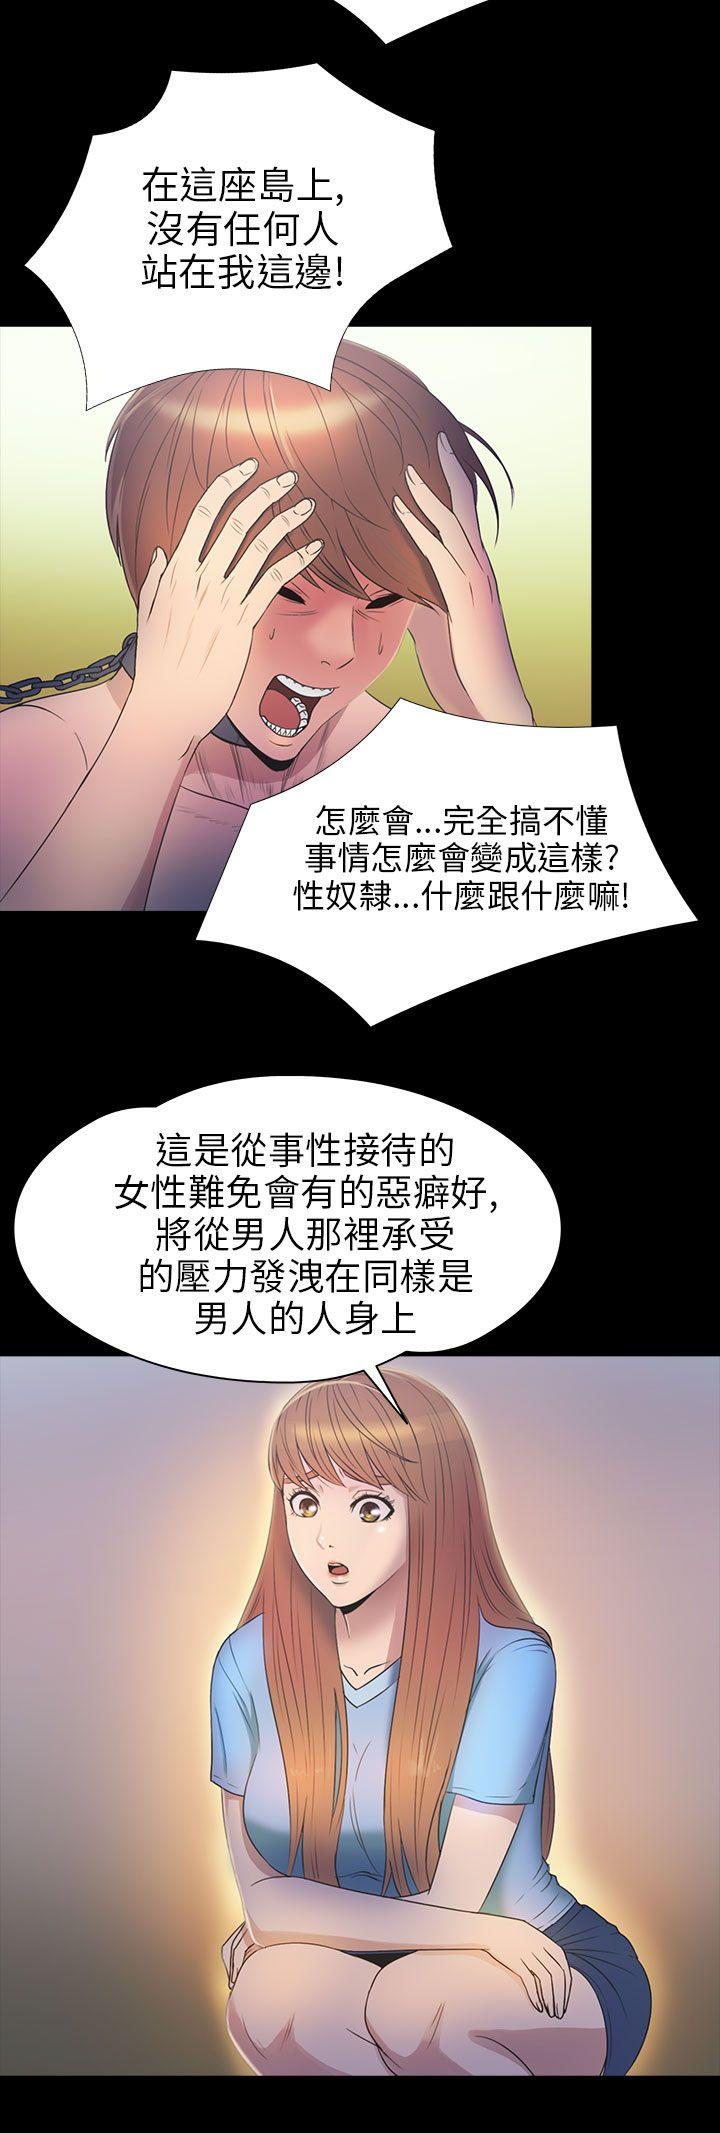 在這座島上,
沒有任何人
站在我這邊!
怎麼會...完全搞不懂
事情怎麼會變成這樣?
性奴隸...什麼跟什麼嘛!
這是從事性接待的
女性難免會有的惡癖好,
將從男人那裡承受
的壓力發洩在同樣是
男人的人身上